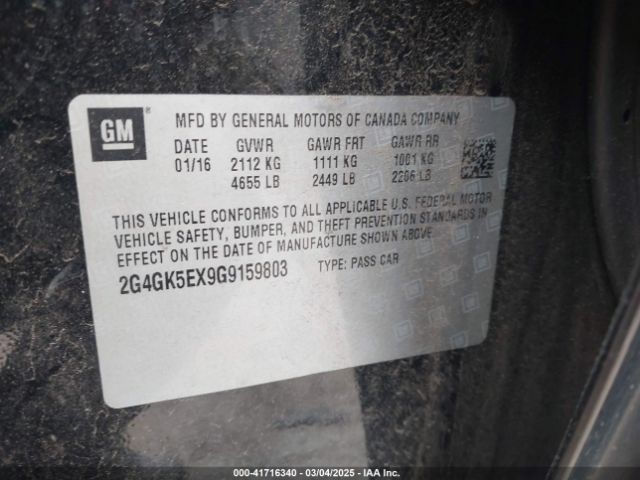 GM
MFD BY GENERAL MOTORS OF CANADA COMPANY
DATE GVWR GAWR FRT GAWR RR
01/16 2112 KG 1111 KG 1001 KG
4655 LB 2449 LB 2206 LB
THIS VEHICLE CONFORMS TO ALL APPLICABLE U.S. FEDERAL MOTOR
VEHICLE SAFETY, BUMPER, AND THEFT PREVENTION STANDARDS IN
EFFECT ON THE DATE OF MANUFACTURE SHOWN ABOVE.
2G4GK5EX9G9159803 TYPE: PASS CAR
000-41716340 - 03/04/2025 - IAA Inc.